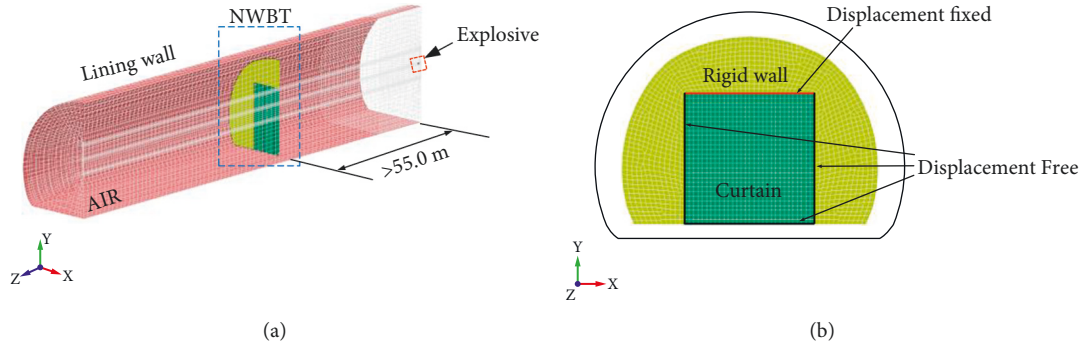 NWBT
Explosive
Lining wall
>55.0 m
AIR
Y
Z
X
(a)
Displacement fixed
Rigid wall
Displacement Free
Curtain
Y
Z
X
(b)